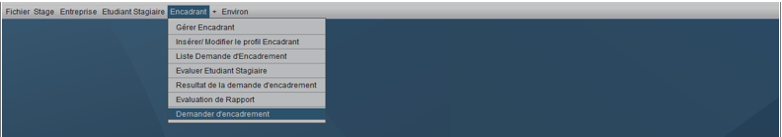 Fichier Stage Entreprise Etudiant Stagiaire Encadrant + Environ
Gérer Encadrant
Insérer/ Modifier le profil Encadrant
Liste Demande d'Encadrement
Evaluer Etudiant Stagiaire
Resultat de la demande d'encadrement
Evaluation de Rapport
Demander d'encadrement